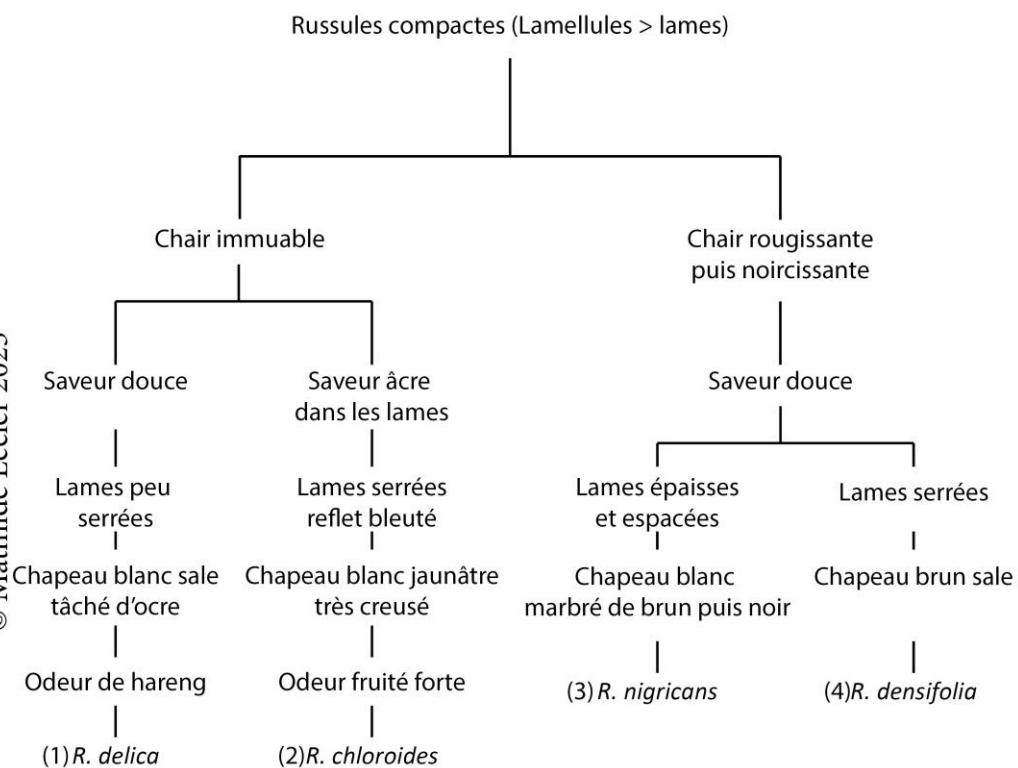 Russules compactes (Lamellules > lames)
Chair immuable
Chair rougissante
puis noircissante
Saveur douce
Saveur âcre
dans les lames
Saveur douce
Lames peu
serrées
Lames serrées
reflet bleuté
Lames épaisses
et espacées
Lames serrées
Chapeau blanc sale
tâché d'ocre
Chapeau blanc jaunâtre
très creusé
Chapeau blanc
marbré de brun puis noir
Chapeau brun sale
Odeur de hareng
Odeur fruité forte
(3) R. nigricans
(4)R. densifolia
(1) R. delica
(2)R. chloroides
©